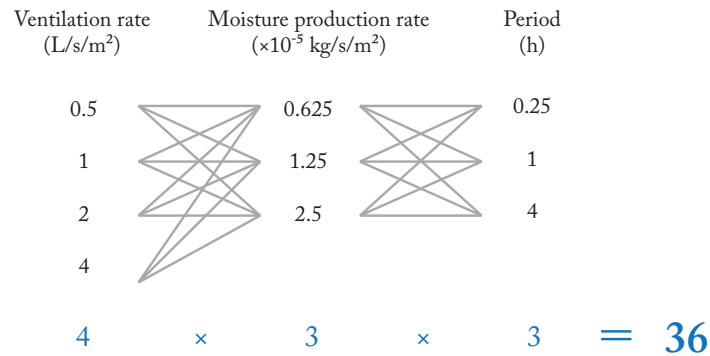 Ventilation rate Moisture production rate Period
(L/s/m²) (×10⁻⁵ kg/s/m²) (h)
0.5 0.625 0.25
1 1.25 1
2 2.5 4
4
4 × 3 × 3 = 36